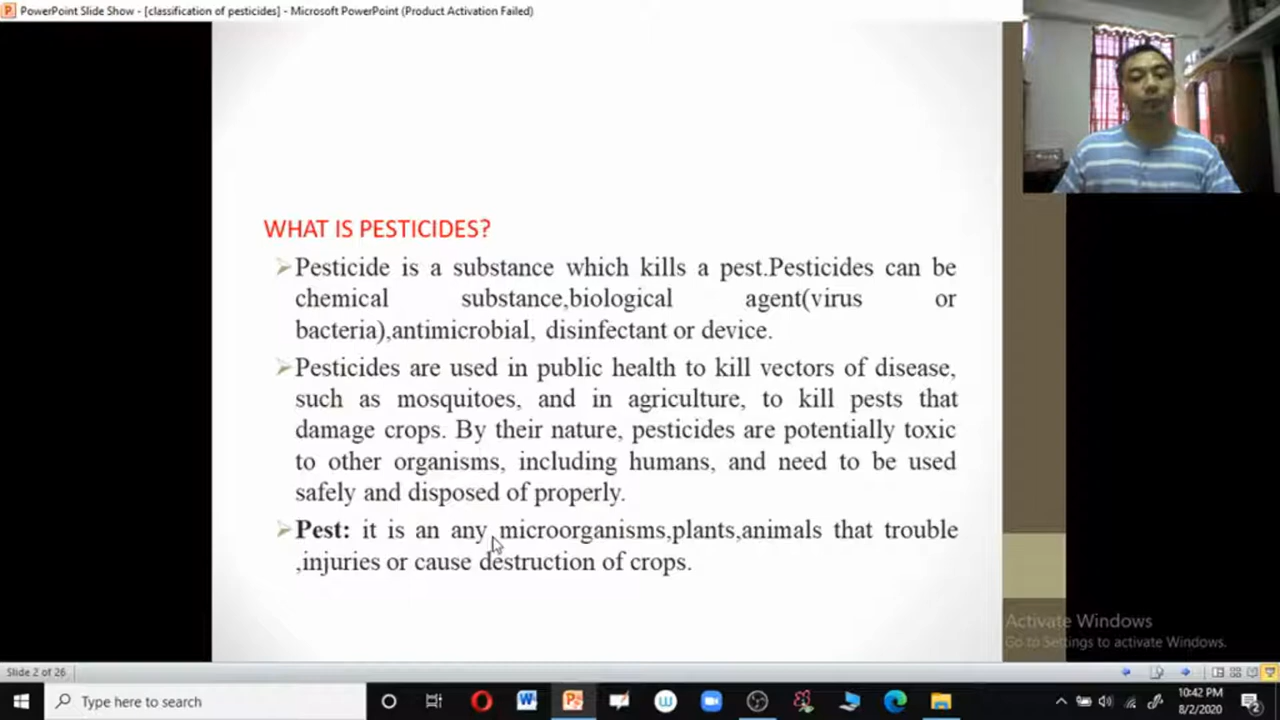 PowerPoint Slide Show - [classification of pesticides] - Microsoft PowerPoint (Product Activation Failed)
WHAT IS PESTICIDES?
Pesticide is a substance which kills a pest.Pesticides can be
chemical substance,biological agent(virus or
bacteria),antimicrobial, disinfectant or device.
Pesticides are used in public health to kill vectors of disease,
such as mosquitoes, and in agriculture, to kill pests that
damage crops. By their nature, pesticides are potentially toxic
to other organisms, including humans, and need to be used
safely and disposed of properly.
Pest: it is an any microorganisms,plants,animals that trouble
,injuries or cause destruction of crops.
Activate Windows
Go to Settings to activate Windows.
Slide 2 of 26
Type here to search
10:42 PM
8/2/2020